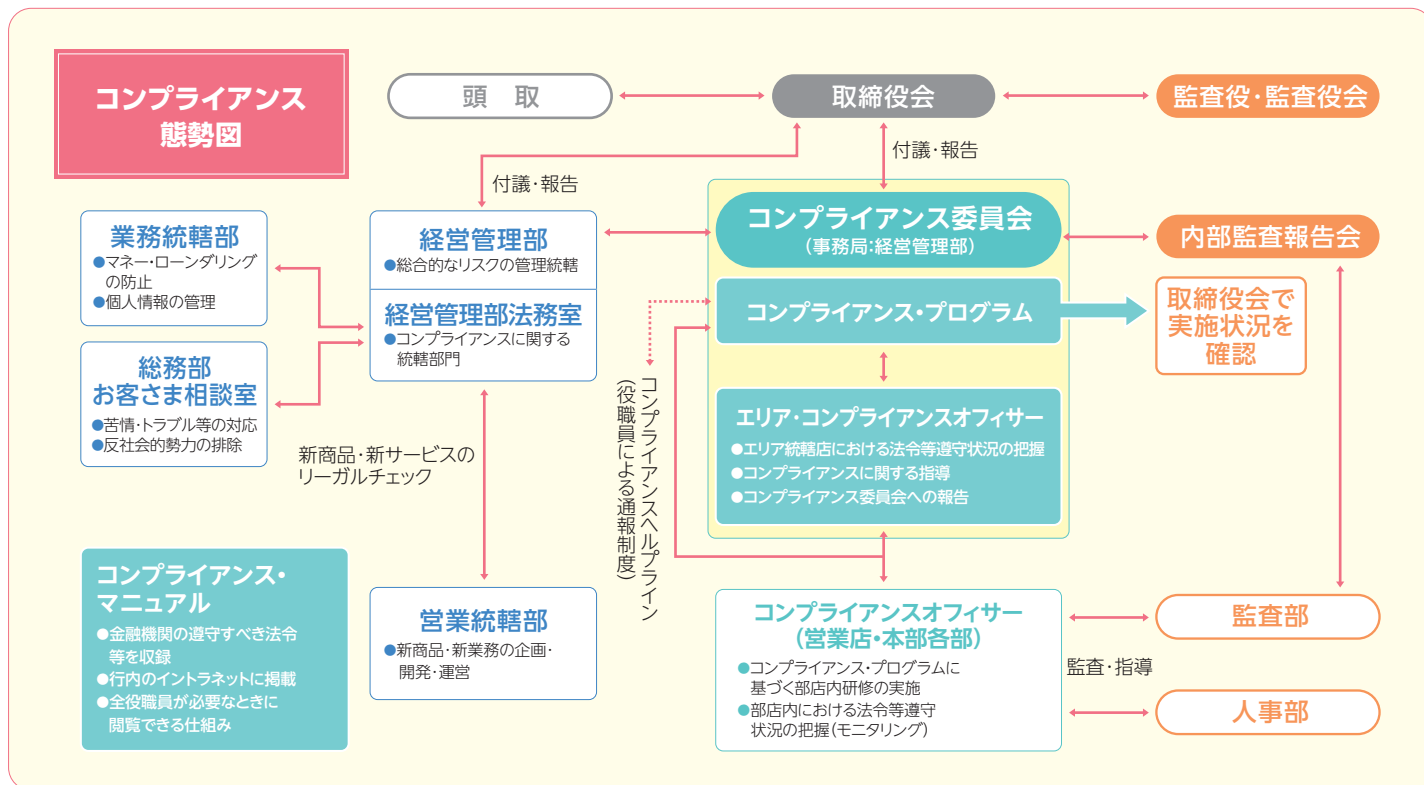 コンプライアンス
態勢図
頭 取
取締役会
監査役・監査役会
付議・報告
付議・報告
業務統轄部
●マネー・ローンダリング
の防止
●個人情報の管理
総務部
お客さま相談室
●苦情・トラブル等の対応
●反社会的勢力の排除
経営管理部
●総合的なリスクの管理統轄
経営管理部法務室
●コンプライアンスに関する
統轄部門
新商品・新サービスの
リーガルチェック
営業統轄部
●新商品・新業務の企画・
開発・運営
コンプライアンス・
マニュアル
●金融機関の遵守すべき法令
等を収録
●行内のイントラネットに掲載
●全役職員が必要なときに
閲覧できる仕組み
コンプライアンスヘルプライン
(役職員による通報制度)
コンプライアンス委員会
(事務局:経営管理部)
コンプライアンス・プログラム
エリア・コンプライアンスオフィサー
●エリア統轄店における法令等遵守状況の把握
●コンプライアンスに関する指導
●コンプライアンス委員会への報告
コンプライアンスオフィサー
(営業店・本部各部)
●コンプライアンス・プログラムに
基づく部店内研修の実施
●部店内における法令等遵守
状況の把握(モニタリング)
内部監査報告会
取締役会で
実施状況を
確認
監査部
監査・指導
人事部